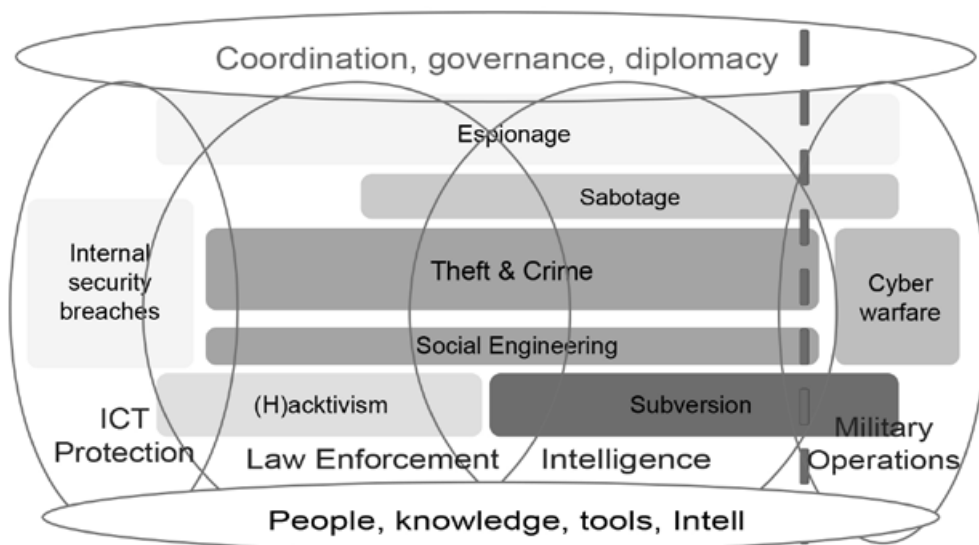 Coordination, governance, diplomacy
Espionage
Sabotage
Internal
security
breaches
Theft & Crime
Cyber
warfare
Social Engineering
(H)acktivism
Subversion
ICT
Protection
Law Enforcement
Intelligence
Military
Operations
People, knowledge, tools, Intell